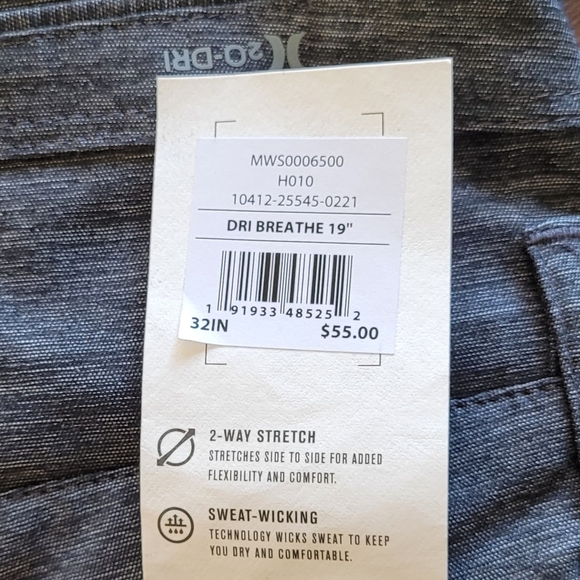 H2O-DRI
MWS0006500
H010
10412-25545-0221
DRI BREATHE 19"
1 91933 48525 2
32IN $55.00
2-WAY STRETCH
STRETCHES SIDE TO SIDE FOR ADDED
FLEXIBILITY AND COMFORT.
SWEAT-WICKING
TECHNOLOGY WICKS SWEAT TO KEEP
YOU DRY AND COMFORTABLE.